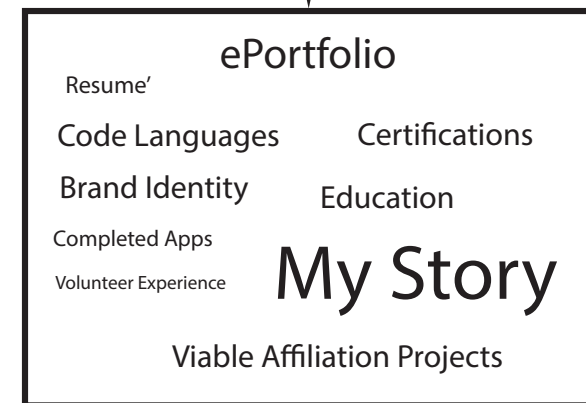 ePortfolio
Resume’
Code Languages
Certifications
Brand Identity
Education
Completed Apps
My Story
Volunteer Experience
Viable Affiliation Projects